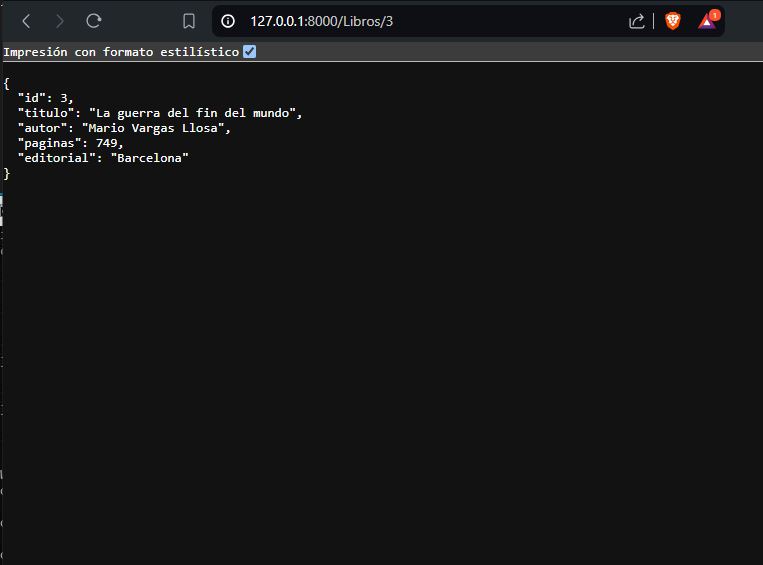 127.0.0.1:8000/Libros/3
1
Impresión con formato estilístico
{
  "id": 3,
  "titulo": "La guerra del fin del mundo",
  "autor": "Mario Vargas Llosa",
  "paginas": 749,
  "editorial": "Barcelona"
}